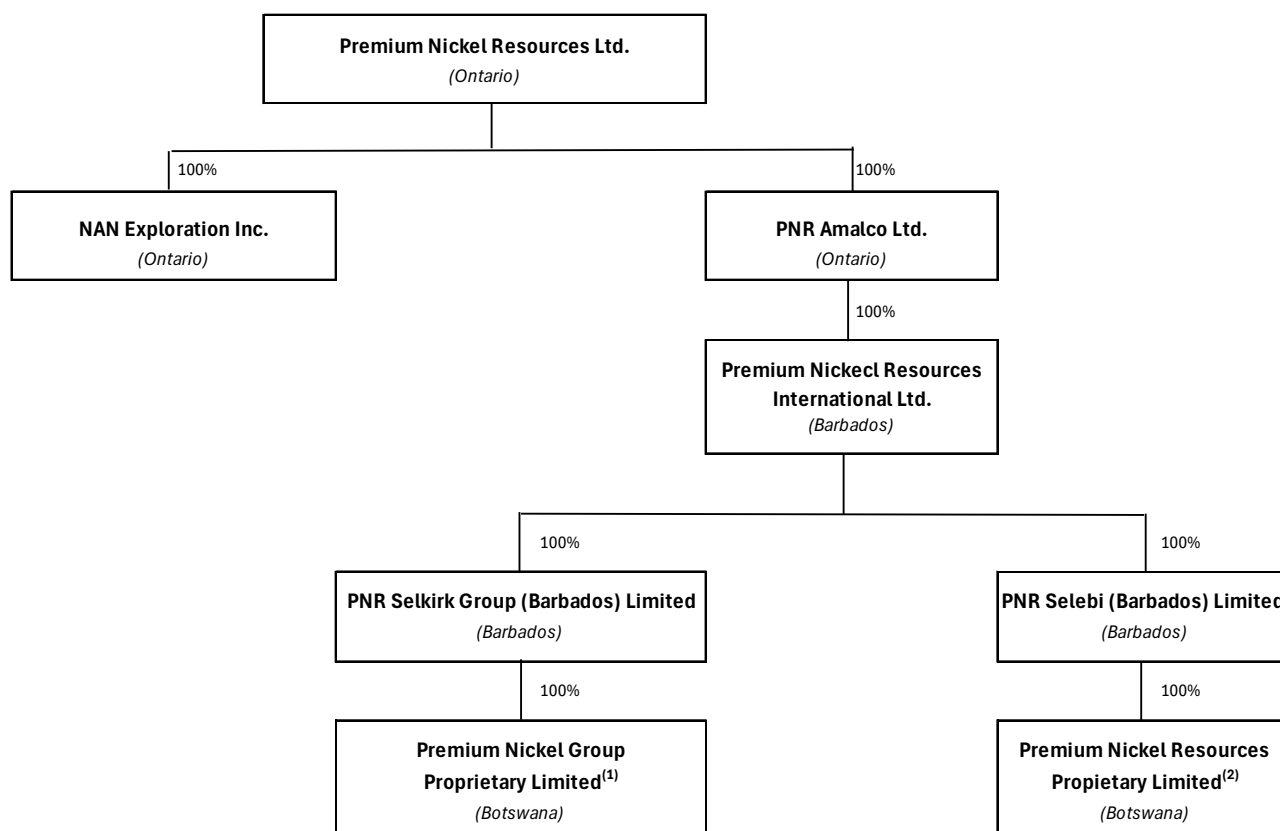 Premium Nickel Resources Ltd.
(Ontario)
100%
100%
NAN Exploration Inc.
(Ontario)
PNR Amalco Ltd.
(Ontario)
100%
Premium Nickecl Resources
International Ltd.
(Barbados)
100%
100%
PNR Selkirk Group (Barbados) Limited
(Barbados)
PNR Selebi (Barbados) Limited
(Barbados)
100%
100%
Premium Nickel Group
Proprietary Limited(1)
(Botswana)
Premium Nickel Resources
Propietary Limited(2)
(Botswana)